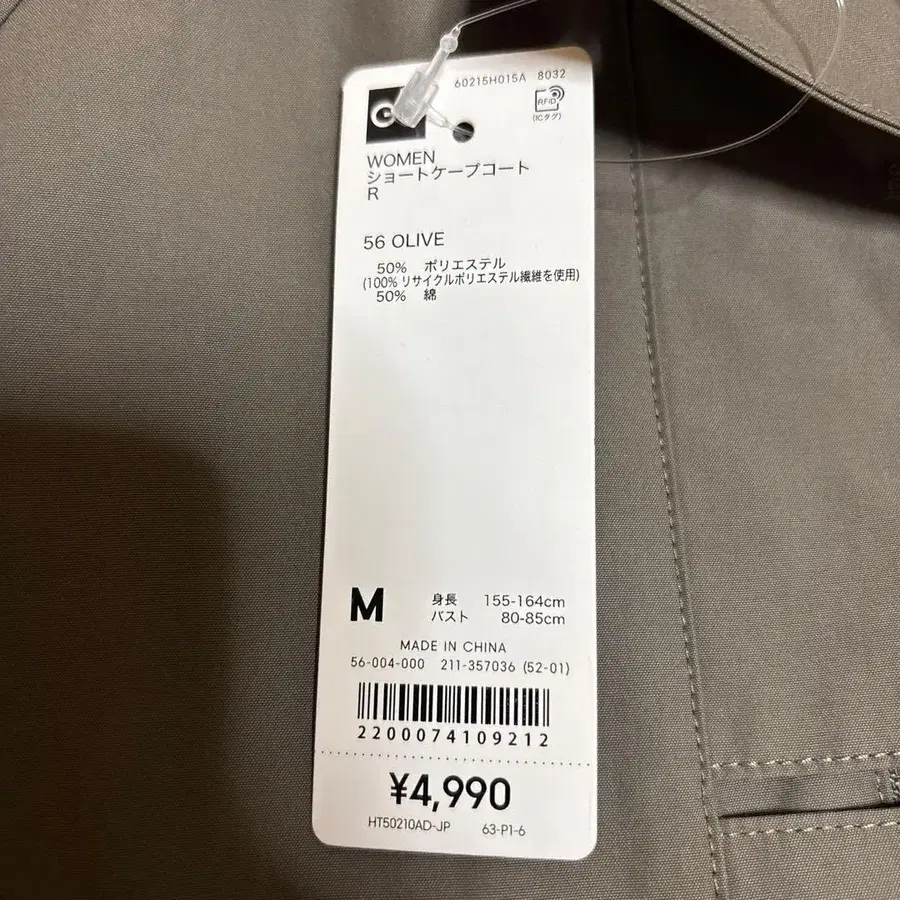 60215H015A 8032
RFID
(ICタグ)
WOMEN
ショートケープコート
R
56 OLIVE
50% ポリエステル
(100% リサイクルポリエステル繊維を使用)
50% 綿
M 身長 155-164cm
バスト 80-85cm
MADE IN CHINA
56-004-000 211-357036 (52-01)
2200074109212
¥4,990
HT50210AD-JP 63-P1-6